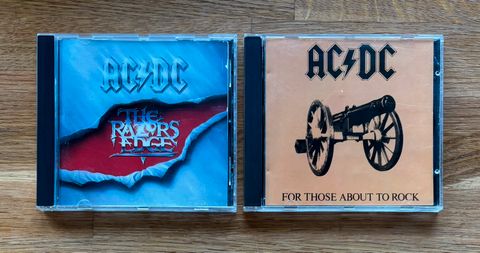 AC/DC
THE
RAZORS
EDGE
AC/DC
FOR THOSE ABOUT TO ROCK